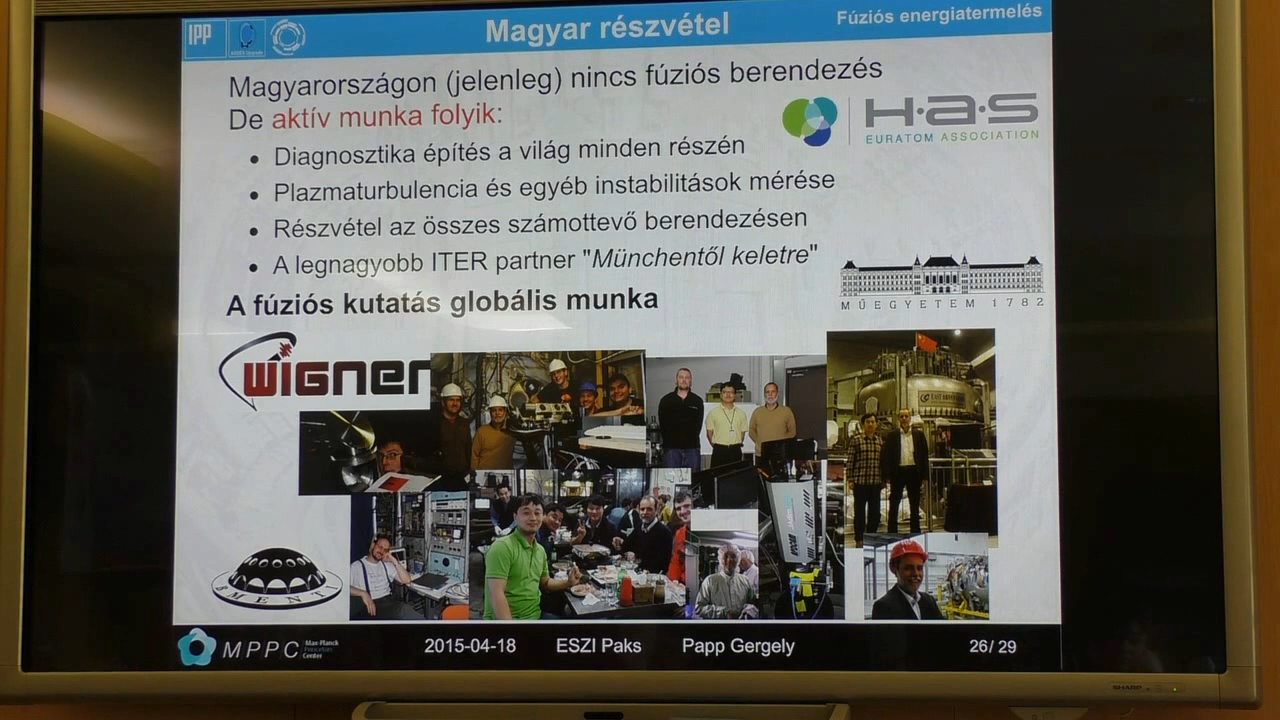 IPP
Magyar részvétel
Fúziós energiatermelés
Magyarországon (jelenleg) nincs fúziós berendezés
De aktív munka folyik:
H·a·s
EURATOM ASSOCIATION
• Diagnosztika építés a világ minden részén
• Plazmaturbulencia és egyéb instabilitások mérése
• Részvétel az összes számottevő berendezésen
• A legnagyobb ITER partner "Münchentől keletre"
MŰEGYETEM 1782
A fúziós kutatás globális munka
wigner
BMENTI
MPPC
Max-Planck
Princeton
Center
2015-04-18
ESZI Paks
Papp Gergely
26/ 29
SHARP